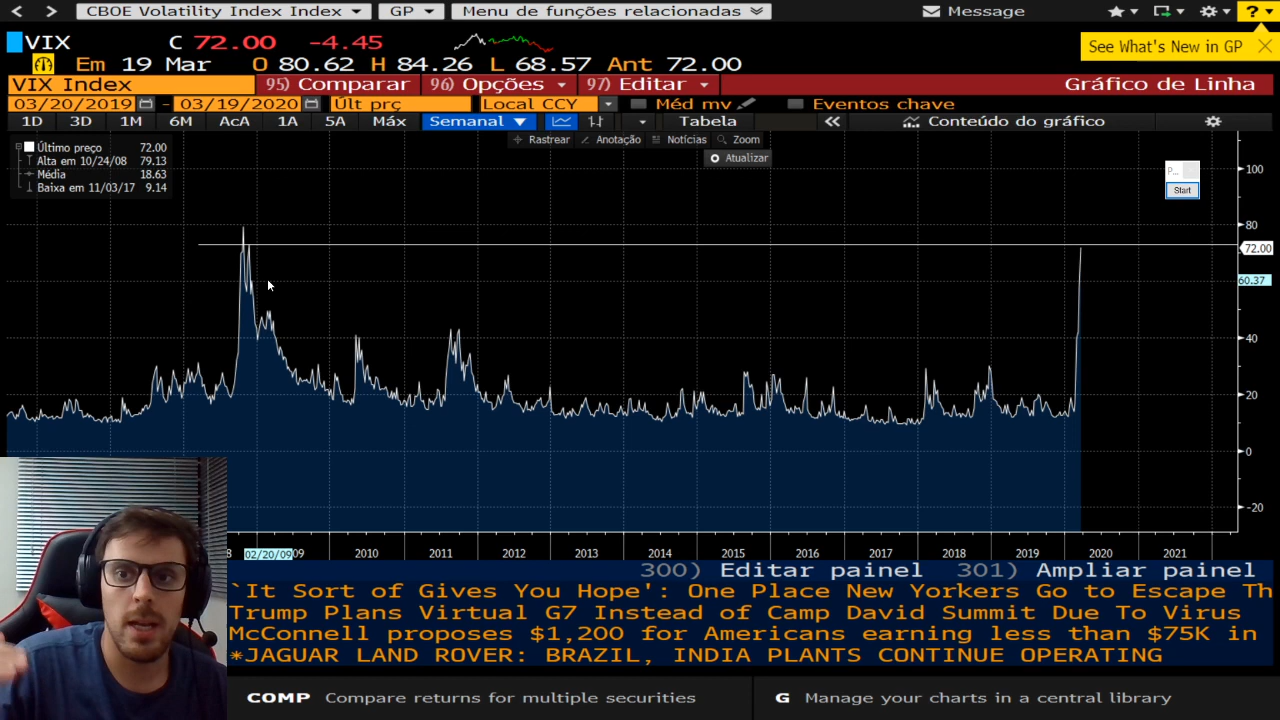 CBOE Volatility Index Index
GP
Menu de funções relacionadas
Message
?
VIX C 72.00 -4.45
Em 19 Mar O 80.62 H 84.26 L 68.57 Ant 72.00
See What's New in GP
VIX Index 95) Comparar 96) Opções 97) Editar Gráfico de Linha
03/20/2019 - 03/19/2020 Últ prç Local CCY Méd mv Eventos chave
1D 3D 1M 6M AcA 1A 5A Máx Semanal Tabela Conteúdo do gráfico
Rastrear Anotação Notícias Zoom
Atualizar
Último preço 72.00
Alta em 10/24/08 79.13
Média 18.63
Baixa em 11/03/17 9.14
P...
Start
100
80
72.00
60.37
40
20
0
-20
8 02/20/09 09 2010 2011 2012 2013 2014 2015 2016 2017 2018 2019 2020 2021
300) Editar painel 301) Ampliar painel
`It Sort of Gives You Hope': One Place New Yorkers Go to Escape Th
Trump Plans Virtual G7 Instead of Camp David Summit Due To Virus
McConnell proposes $1,200 for Americans earning less than $75K in
*JAGUAR LAND ROVER: BRAZIL, INDIA PLANTS CONTINUE OPERATING
COMP Compare returns for multiple securities
G Manage your charts in a central library